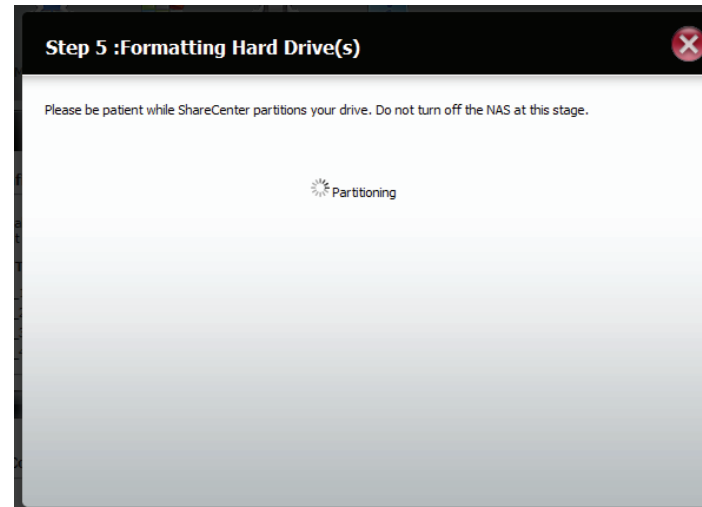 Step 5 :Formatting Hard Drive(s)
Please be patient while ShareCenter partitions your drive. Do not turn off the NAS at this stage.
Partitioning